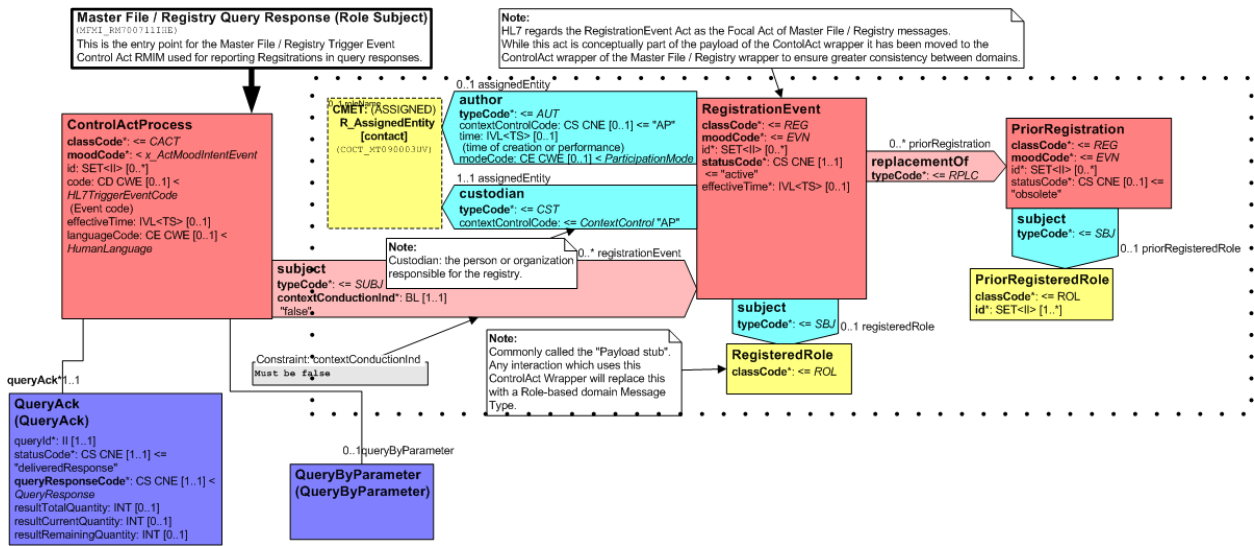 Master File / Registry Query Response (Role Subject)
(MFMI_RM700711IHE)
This is the entry point for the Master File / Registry Trigger Event
Control Act RMIM used for reporting Regsitrations in query responses.
Note:
HL7 regards the RegistrationEvent Act as the Focal Act of Master File / Registry messages.
While this act is conceptually part of the payload of the ContolAct wrapper it has been moved to the
ControlAct wrapper of the Master File / Registry wrapper to ensure greater consistency between domains.
ControlActProcess
classCode*: <= CACT
moodCode*: < x_ActMoodIntentEvent
id: SET<II> [0..*]
code: CD CWE [0..1] <
HL7TriggerEventCode
(Event code)
effectiveTime: IVL<TS> [0..1]
languageCode: CE CWE [0..1] <
HumanLanguage
0..1 roleName
CMET: (ASSIGNED)
R_AssignedEntity
[contact]
(COCT_MT090003UV)
0..1 assignedEntity
author
typeCode*: <= AUT
contextControlCode: CS CNE [0..1] <= "AP"
time: IVL<TS> [0..1]
(time of creation or performance)
modeCode: CE CWE [0..1] < ParticipationMode
1..1 assignedEntity
custodian
typeCode*: <= CST
contextControlCode: <= ContextControl "AP"
RegistrationEvent
classCode*: <= REG
moodCode*: <= EVN
id*: SET<II> [0..*]
statusCode*: CS CNE [1..1]
<= "active"
effectiveTime*: IVL<TS> [0..1]
0..* priorRegistration
replacementOf
typeCode*: <= RPLC
PriorRegistration
classCode*: <= REG
moodCode*: <= EVN
id*: SET<II> [0..*]
statusCode*: CS CNE [0..1] <=
"obsolete"
subject
typeCode*: <= SBJ
0..1 priorRegisteredRole
PriorRegisteredRole
classCode*: <= ROL
id*: SET<II> [1..*]
Note:
Custodian: the person or organization
responsible for the registry.
0..* registrationEvent
subject
typeCode*: <= SUBJ
contextConductionInd*: BL [1..1]
"false"
subject
typeCode*: <= SBJ
0..1 registeredRole
RegisteredRole
classCode*: <= ROL
Note:
Commonly called the "Payload stub".
Any interaction which uses this
ControlAct Wrapper will replace this
with a Role-based domain Message
Type.
Constraint: contextConductionInd
Must be false
queryAck*1..1
QueryAck
(QueryAck)
queryId*: II [1..1]
statusCode*: CS CNE [1..1] <=
"deliveredResponse"
queryResponseCode*: CS CNE [1..1] <
QueryResponse
resultTotalQuantity: INT [0..1]
resultCurrentQuantity: INT [0..1]
resultRemainingQuantity: INT [0..1]
0..1queryByParameter
QueryByParameter
(QueryByParameter)